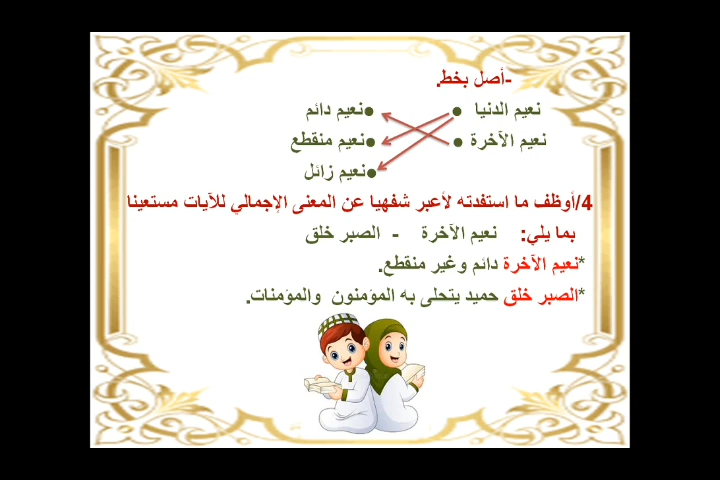 -أصل بخط.
نعيم الدنيا ● ●نعيم دائم
نعيم الآخرة ● ●نعيم منقطع
●نعيم زائل
4/أوظف ما استفدته لأعبر شفهيا عن المعنى الإجمالي للآيات مستعينا
بما يلي: نعيم الآخرة - الصبر خلق
*نعيم الآخرة دائم وغير منقطع.
*الصبر خلق حميد يتحلى به المؤمنون والمؤمنات.